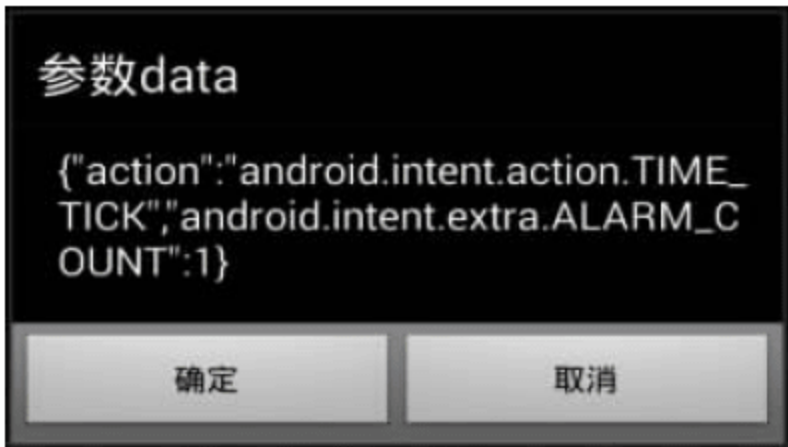 参数data
{"action":"android.intent.action.TIME_
TICK","android.intent.extra.ALARM_C
OUNT":1}
确定
取消